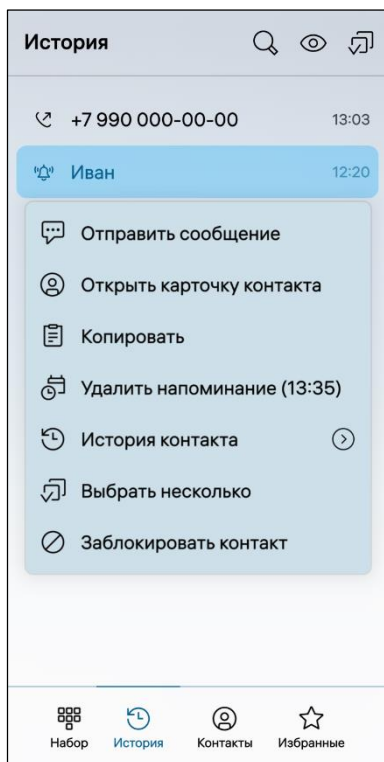 История
+7 990 000-00-00 13:03
Иван 12:20
Отправить сообщение
Открыть карточку контакта
Копировать
Удалить напоминание (13:35)
История контакта
Выбрать несколько
Заблокировать контакт
Набор История Контакты Избранные